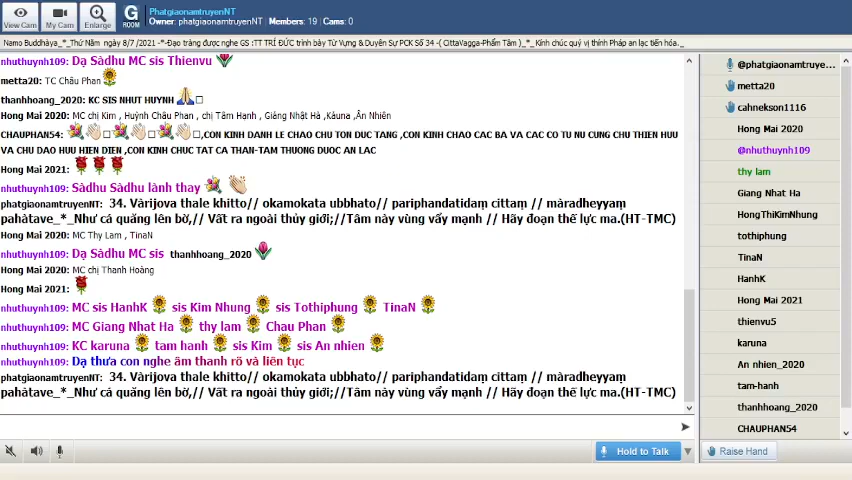 PhatgiaonamtruyenNT
Owner: phatgiaonamtruyenNT | Members: 19 | Cams: 0
View Cam
My Cam
Enlarge
G
ROOM
Namo Buddhàya_*_Thứ Năm ngày 8/7 /2021 -*-Đạo tràng được nghe GS :TT TRÍ ĐỨC trình bày Từ Vựng & Duyên Sự PCK Số 34 -( CittaVagga-Phẩm Tâm )_*_ Kính chúc quý vị thính Pháp an lạc tiến hóa._
nhuthuynh109: Dạ Sàdhu MC sis Thienvu
metta20: TC Châu Phan
thanhhoang_2020: KC SIS NHUT HUYNH
Hong Mai 2020: MC chị Kim , Huỳnh Châu Phan , chị Tâm Hạnh , Giáng Nhật Hà ,Kàuna ,Ân Nhiên
CHAUPHAN54: ,CON KINH DANH LE CHAO CHU TON DUC TANG ,CON KINH CHAO CAC BA VA CAC CO TU NU CUNG CHU THIEN HUU
VA CHU DAO HUU HIEN DIEN ,CON KINH CHUC TAT CA THAN-TAM THUONG DUOC AN LAC
Hong Mai 2021:
nhuthuynh109: Sàdhu Sàdhu lành thay
phatgiaonamtruyenNT: 34. Vàrijova thale khitto// okamokata ubbhato// pariphandatidaṃ cittaṃ // màradheyyaṃ
pahàtave_*_Như cá quăng lên bờ,// Vất ra ngoài thủy giới;//Tâm này vùng vẩy mạnh // Hãy đoạn thế lực ma.(HT-TMC)
Hong Mai 2020: MC Thy Lam , TinaN
nhuthuynh109: Dạ Sàdhu MC sis thanhhoang_2020
Hong Mai 2020: MC chị Thanh Hoàng
Hong Mai 2021:
nhuthuynh109: MC sis HanhK sis Kim Nhung sis Tothiphung TinaN
nhuthuynh109: MC Giang Nhat Ha thy lam Chau Phan
nhuthuynh109: KC karuna tam hanh sis Kim sis An nhien
nhuthuynh109: Dạ thưa con nghe âm thanh rõ và liên tục
phatgiaonamtruyenNT: 34. Vàrijova thale khitto// okamokata ubbhato// pariphandatidaṃ cittaṃ // màradheyyaṃ
pahàtave_*_Như cá quăng lên bờ,// Vất ra ngoài thủy giới;//Tâm này vùng vẩy mạnh // Hãy đoạn thế lực ma.(HT-TMC)
Hold to Talk
@phatgiaonamtruye...
metta20
cahnekson1116
Hong Mai 2020
@nhuthuynh109
thy lam
Giang Nhat Ha
HongThiKimNhung
tothiphung
TinaN
HanhK
Hong Mai 2021
thienvu5
karuna
An nhien_2020
tam-hanh
thanhhoang_2020
CHAUPHAN54
Raise Hand